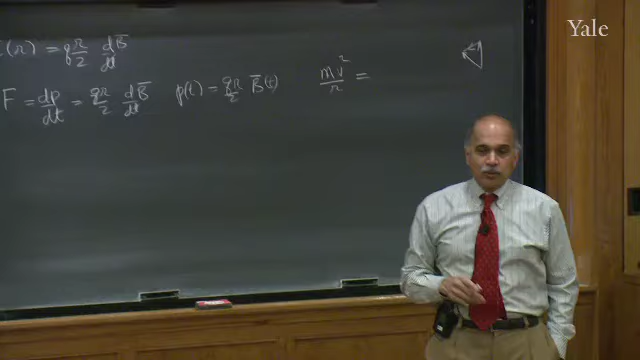 Yale
(r) = qr/2 dB̅/dt
F = dp/dt = qr/2 dB̅/dt p(t) = qr/2 B̅(t) mv²/r =